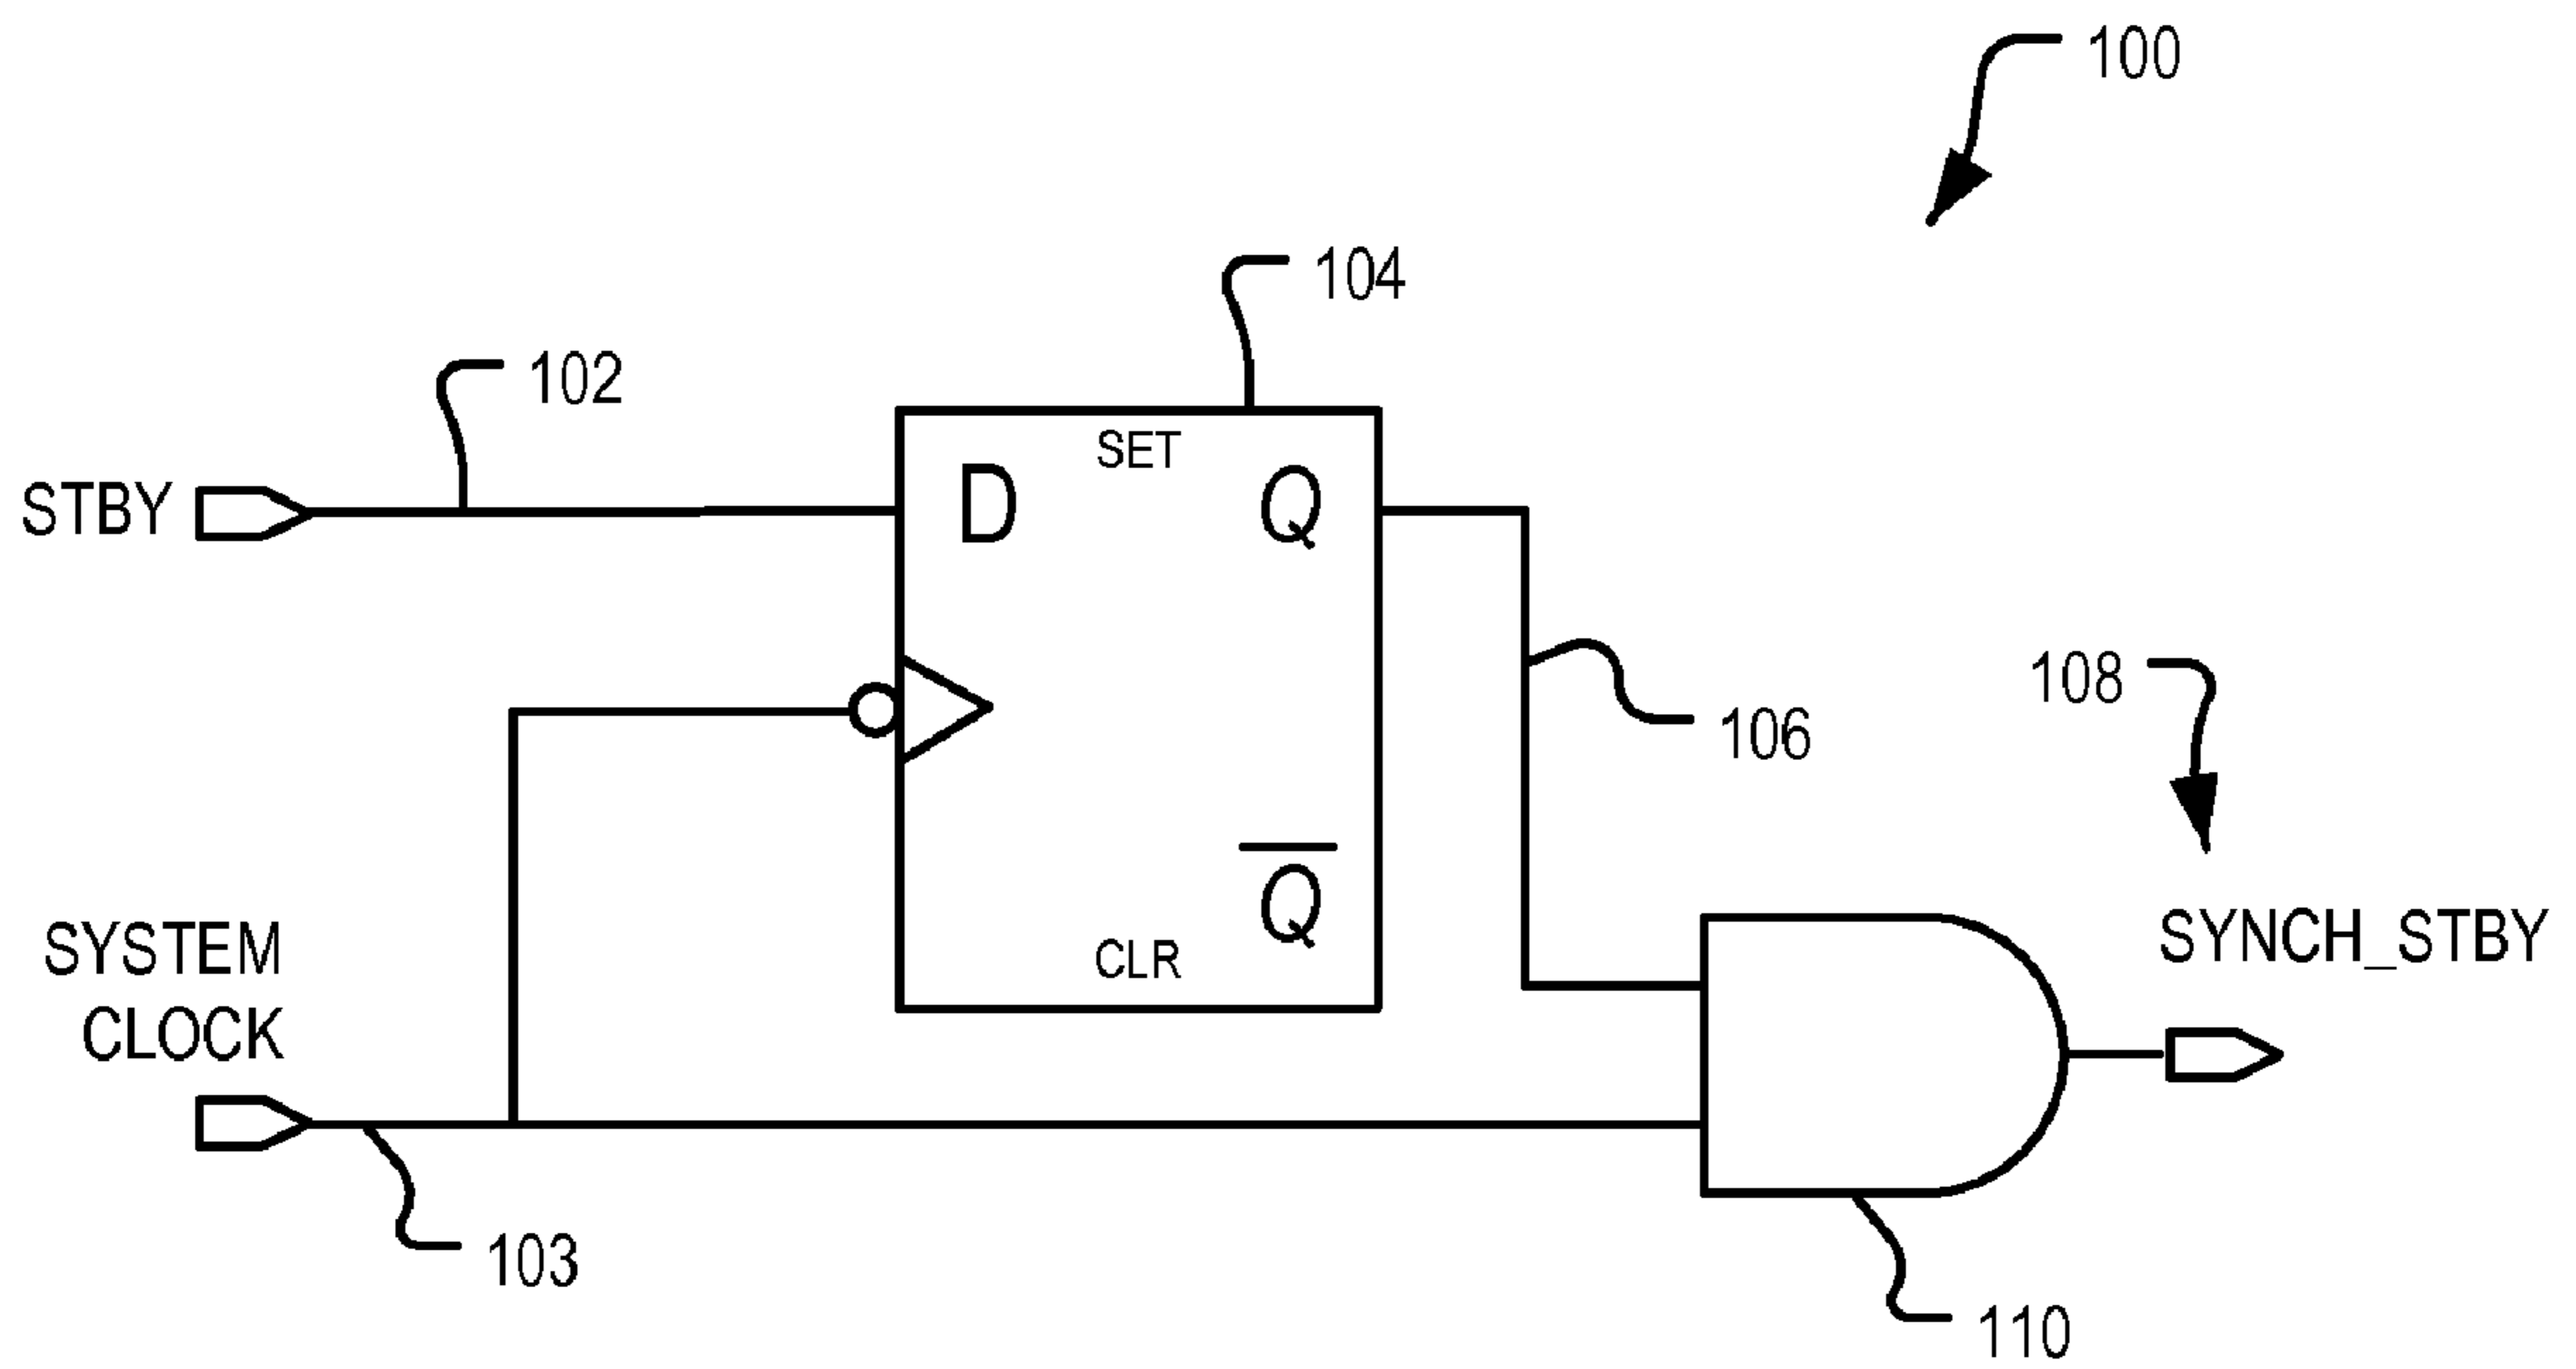 100
104
102
SET
STBY
D
Q
108
106
Q
SYSTEM
CLOCK
CLR
SYNCH_STBY
103
110